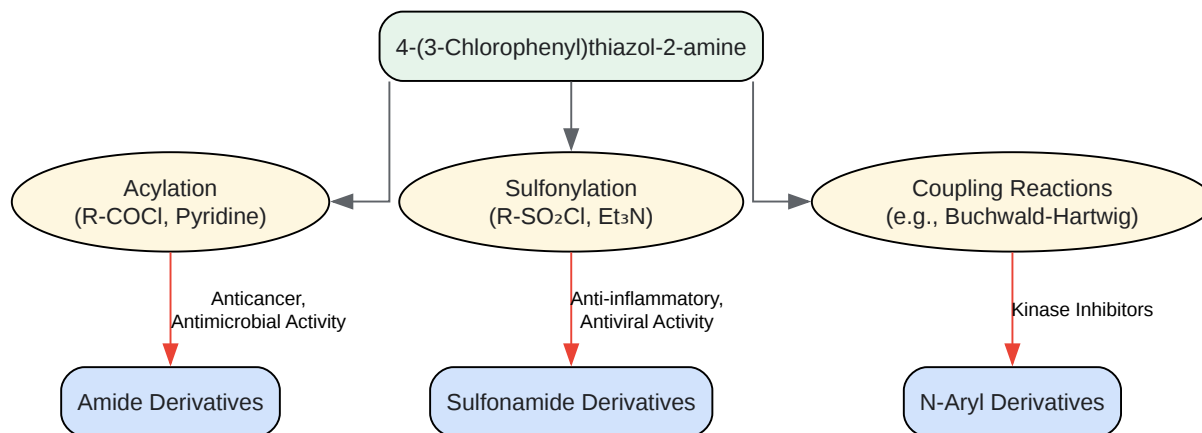 4-(3-Chlorophenyl)thiazol-2-amine
Acylation
(R-COCl, Pyridine)
Sulfonylation
(R-SO₂Cl, Et₃N)
Coupling Reactions
(e.g., Buchwald-Hartwig)
Anticancer,
Antimicrobial Activity
Anti-inflammatory,
Antiviral Activity
Kinase Inhibitors
Amide Derivatives
Sulfonamide Derivatives
N-Aryl Derivatives